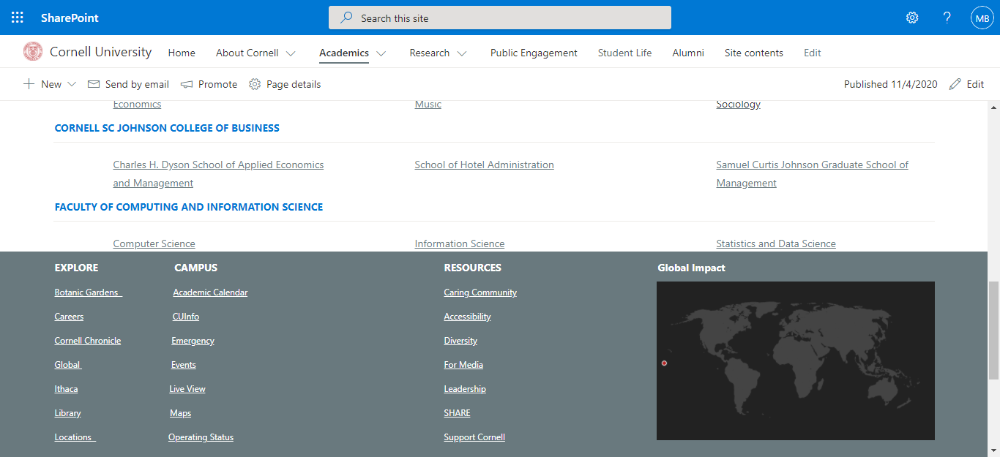 SharePoint
Search this site
?
MB
Cornell University
Home
About Cornell
Academics
Research
Public Engagement
Student Life
Alumni
Site contents
Edit
New
Send by email
Promote
Page details
Published 11/4/2020
Edit
Economics
Music
Sociology
CORNELL SC JOHNSON COLLEGE OF BUSINESS
Charles H. Dyson School of Applied Economics
and Management
School of Hotel Administration
Samuel Curtis Johnson Graduate School of
Management
FACULTY OF COMPUTING AND INFORMATION SCIENCE
Computer Science
Information Science
Statistics and Data Science
EXPLORE
Botanic Gardens
Careers
Cornell Chronicle
Global
Ithaca
Library
Locations
CAMPUS
Academic Calendar
CUInfo
Emergency
Events
Live View
Maps
Operating Status
RESOURCES
Caring Community
Accessibility
Diversity
For Media
Leadership
SHARE
Support Cornell
Global Impact